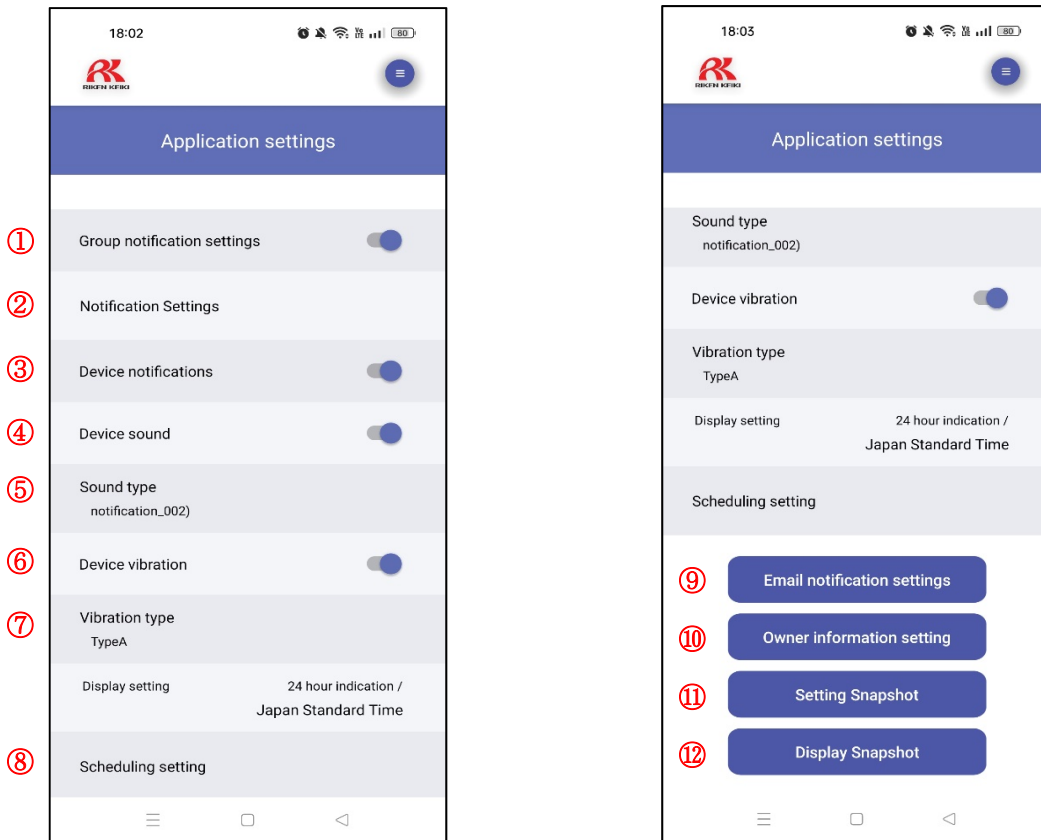 18:02
80
RIKEN KEIKI
Application settings
① Group notification settings
② Notification Settings
③ Device notifications
④ Device sound
⑤ Sound type
notification_002)
⑥ Device vibration
⑦ Vibration type
TypeA
Display setting 24 hour indication /
Japan Standard Time
⑧ Scheduling setting
18:03
80
RIKEN KEIKI
Application settings
Sound type
notification_002)
Device vibration
Vibration type
TypeA
Display setting 24 hour indication /
Japan Standard Time
Scheduling setting
⑨ Email notification settings
⑩ Owner information setting
⑪ Setting Snapshot
⑫ Display Snapshot